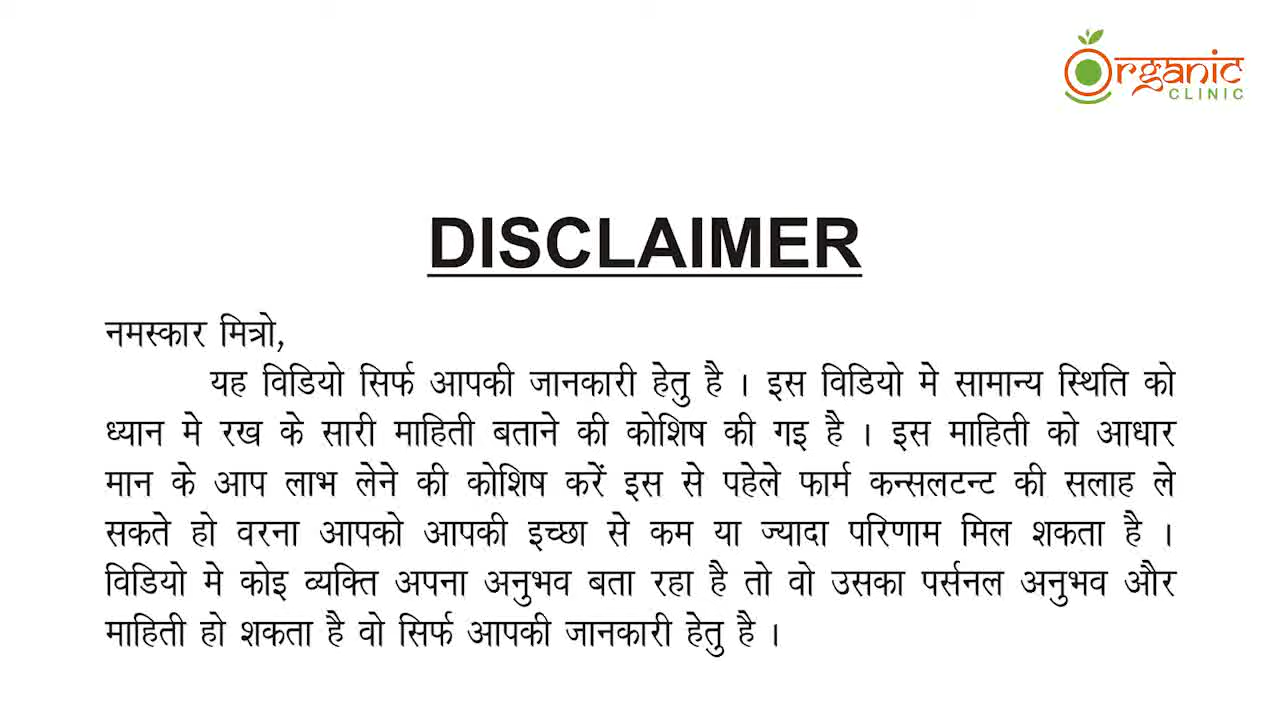 Organic
CLINIC
DISCLAIMER
नमस्कार मित्रो,
यह विडियो सिर्फ आपकी जानकारी हेतु है । इस विडियो मे सामान्य स्थिति को
ध्यान मे रख के सारी माहिती बताने की कोशिष की गइ है । इस माहिती को आधार
मान के आप लाभ लेने की कोशिष करें इस से पहेले फार्म कन्सलटन्ट की सलाह ले
सकते हो वरना आपको आपकी इच्छा से कम या ज्यादा परिणाम मिल शकता है ।
विडियो मे कोइ व्यक्ति अपना अनुभव बता रहा है तो वो उसका पर्सनल अनुभव और
माहिती हो शकता है वो सिर्फ आपकी जानकारी हेतु है ।